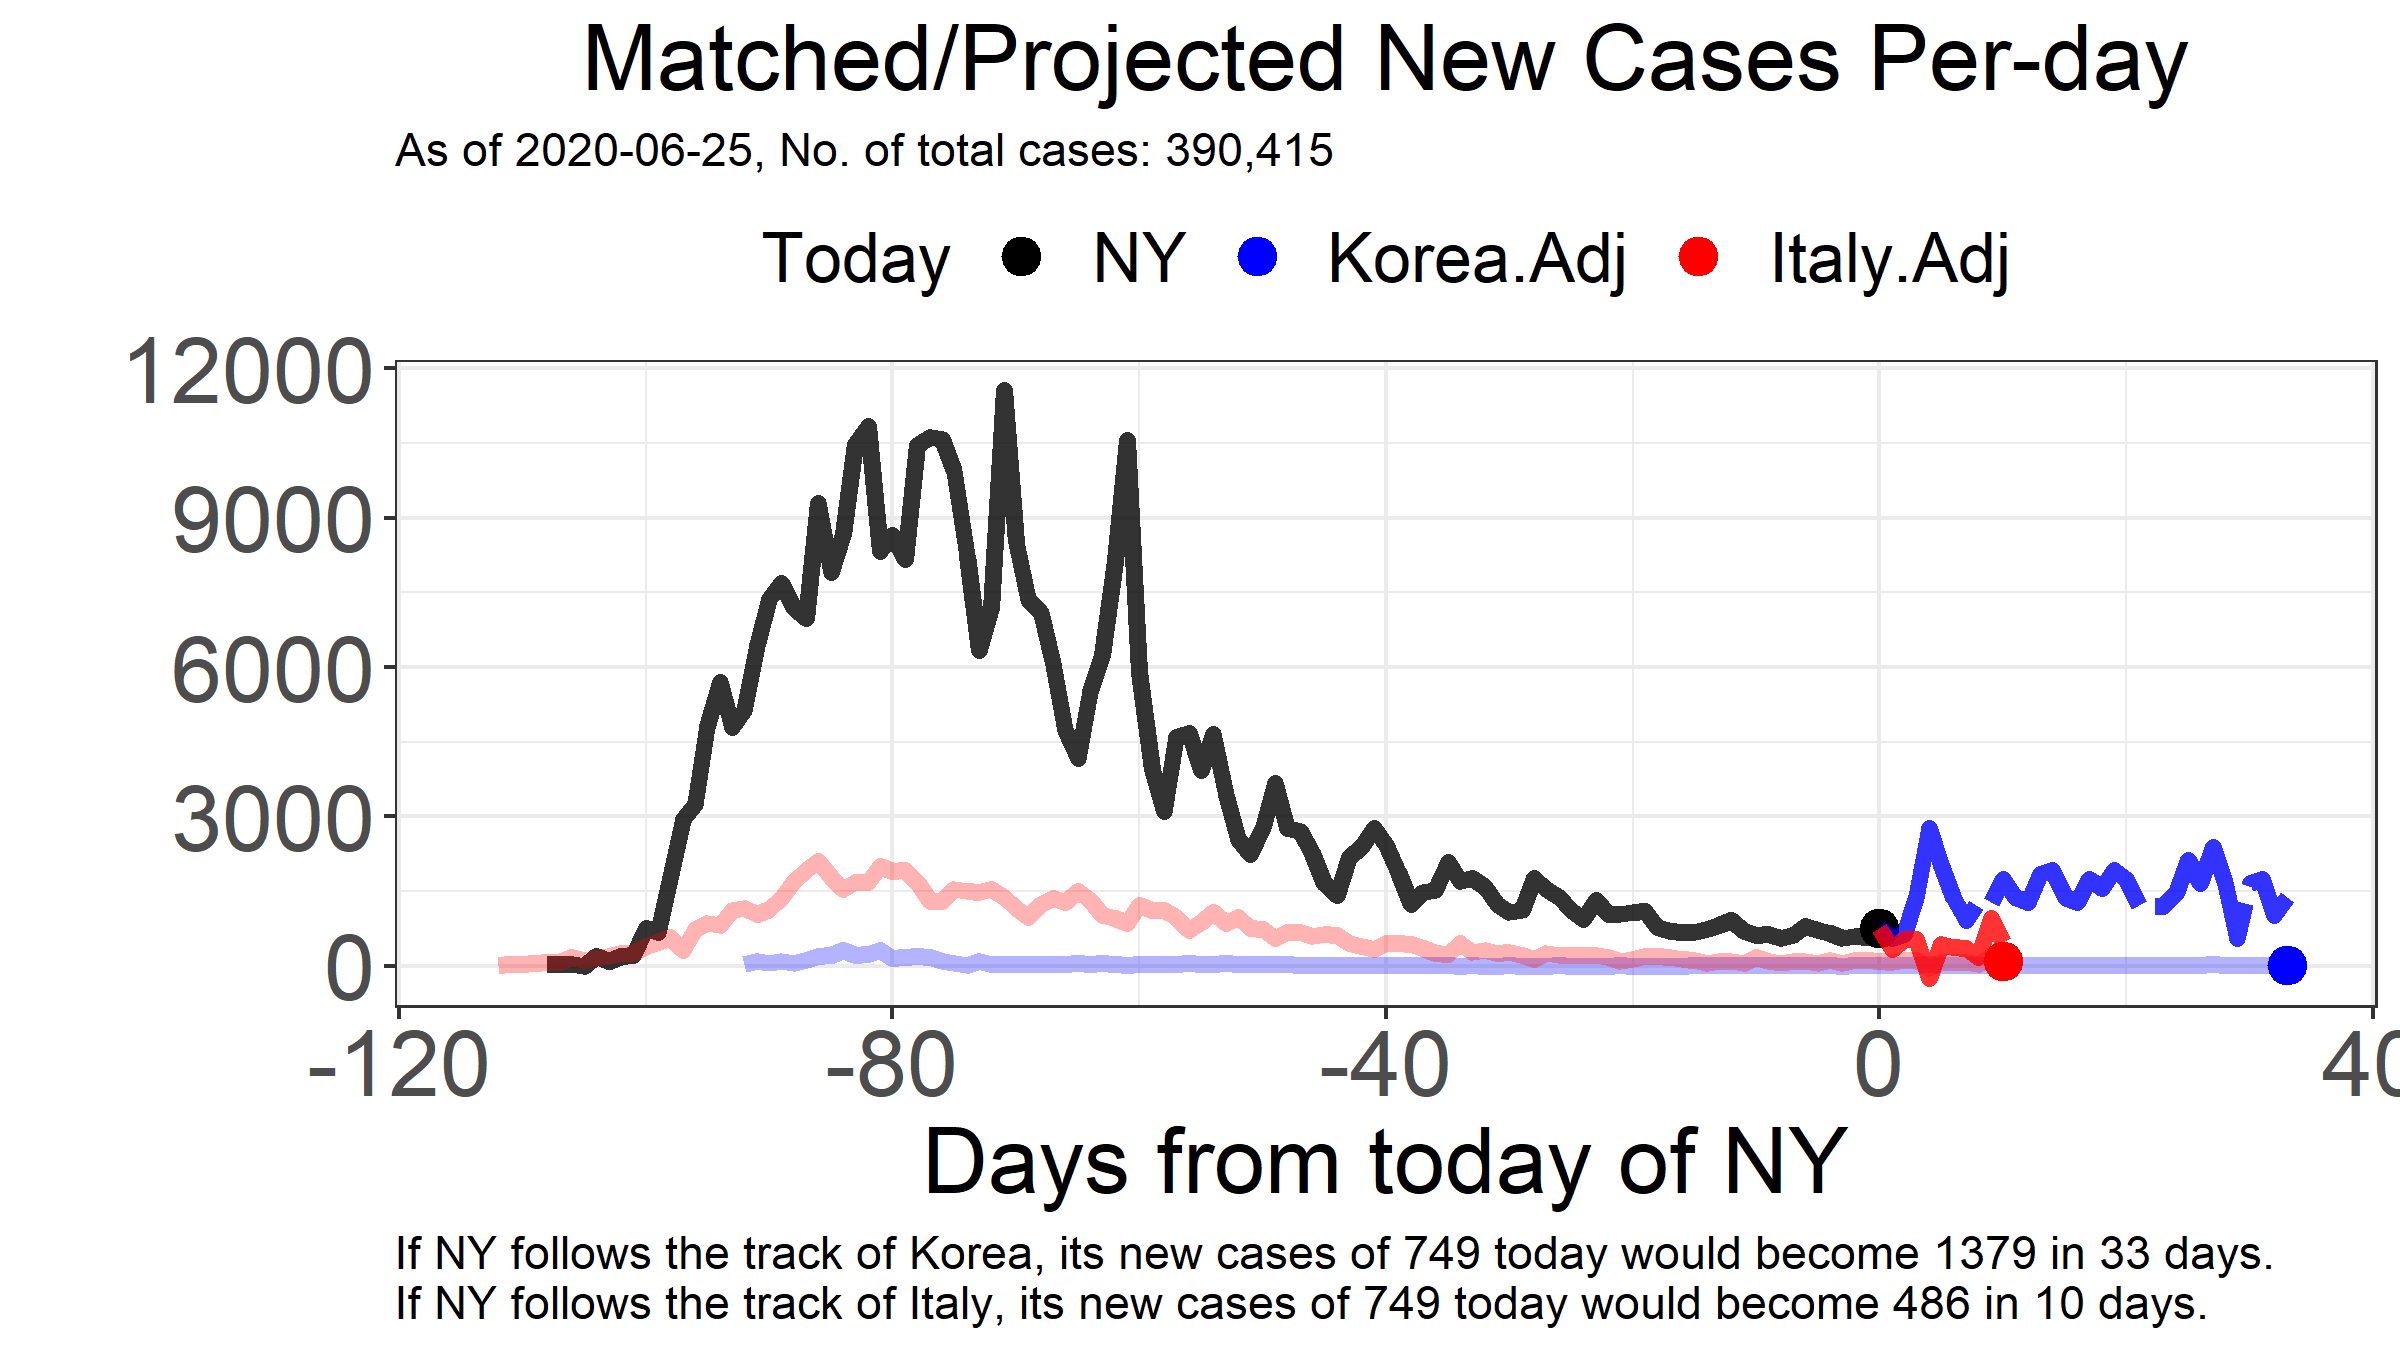 Matched/Projected New Cases Per-day
As of 2020-06-25, No. of total cases: 390,415
Today NY Korea.Adj Italy.Adj
12000
9000
6000
3000
0
-120 -80 -40 0 40
Days from today of NY
If NY follows the track of Korea, its new cases of 749 today would become 1379 in 33 days.
If NY follows the track of Italy, its new cases of 749 today would become 486 in 10 days.